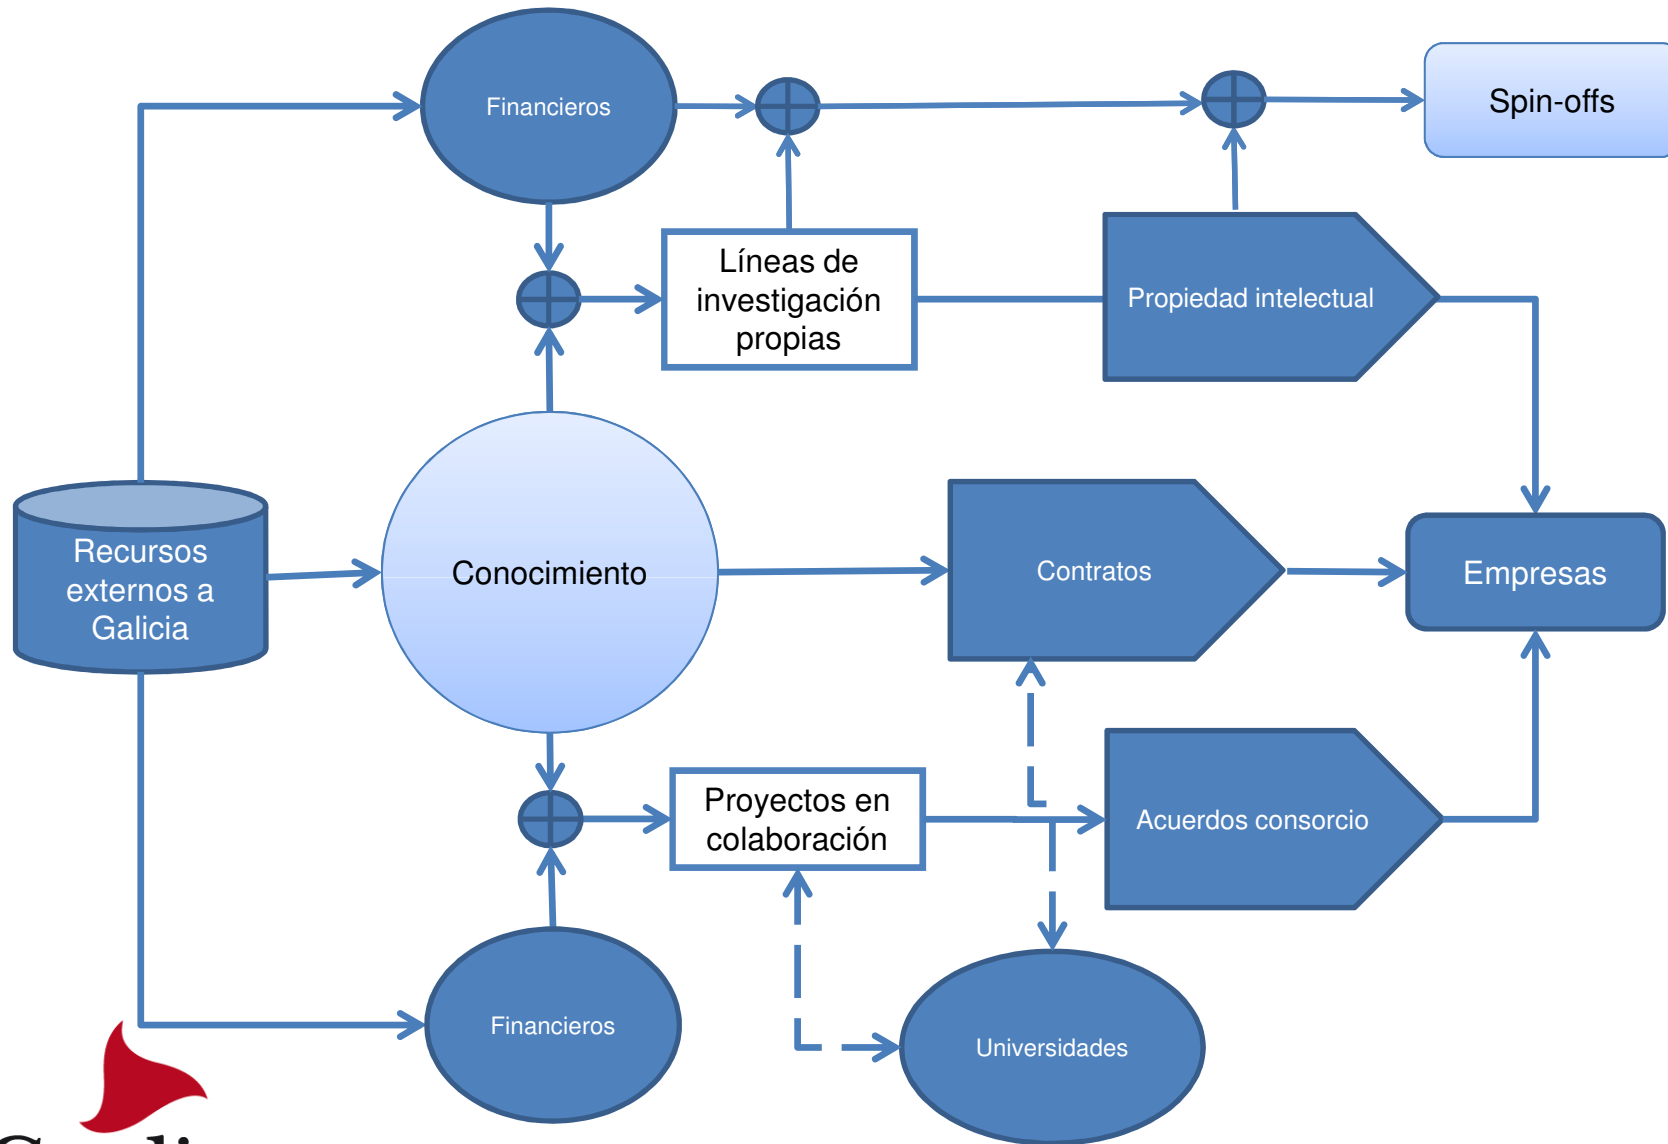 Financieros
Spin-offs
Líneas de
investigación
propias
Propiedad intelectual
Recursos
externos a
Galicia
Conocimiento
Contratos
Empresas
Proyectos en
colaboración
Acuerdos consorcio
Financieros
Universidades